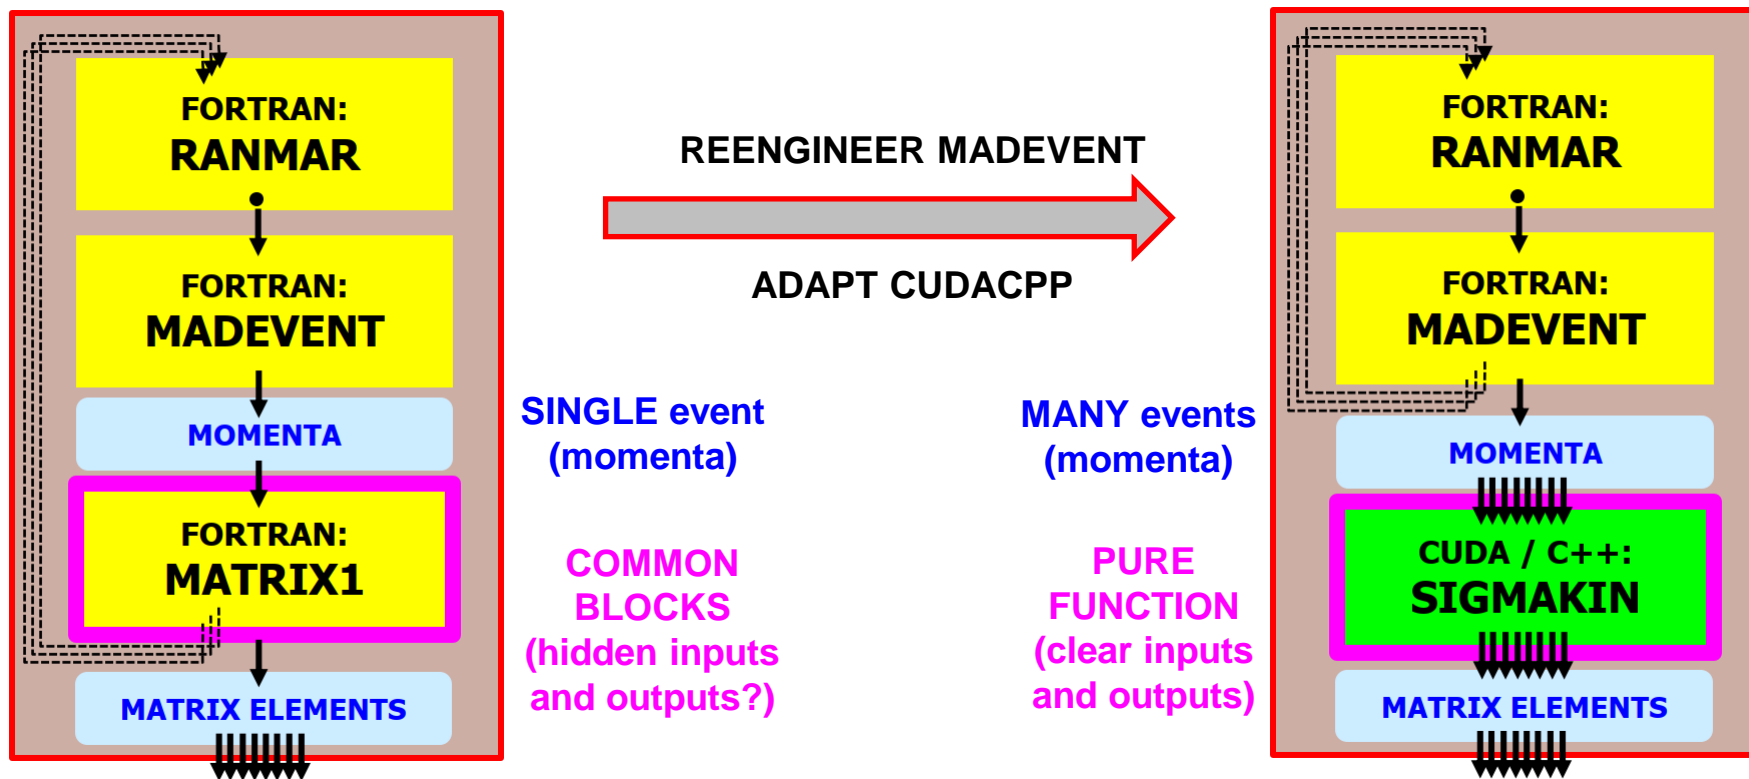 FORTRAN:
RANMAR
FORTRAN:
MADEVENT
MOMENTA
FORTRAN:
MATRIX1
MATRIX ELEMENTS
REENGINEER MADEVENT
ADAPT CUDACPP
SINGLE event
(momenta)
COMMON
BLOCKS
(hidden inputs
and outputs?)
MANY events
(momenta)
PURE
FUNCTION
(clear inputs
and outputs)
FORTRAN:
RANMAR
FORTRAN:
MADEVENT
MOMENTA
CUDA / C++:
SIGMAKIN
MATRIX ELEMENTS